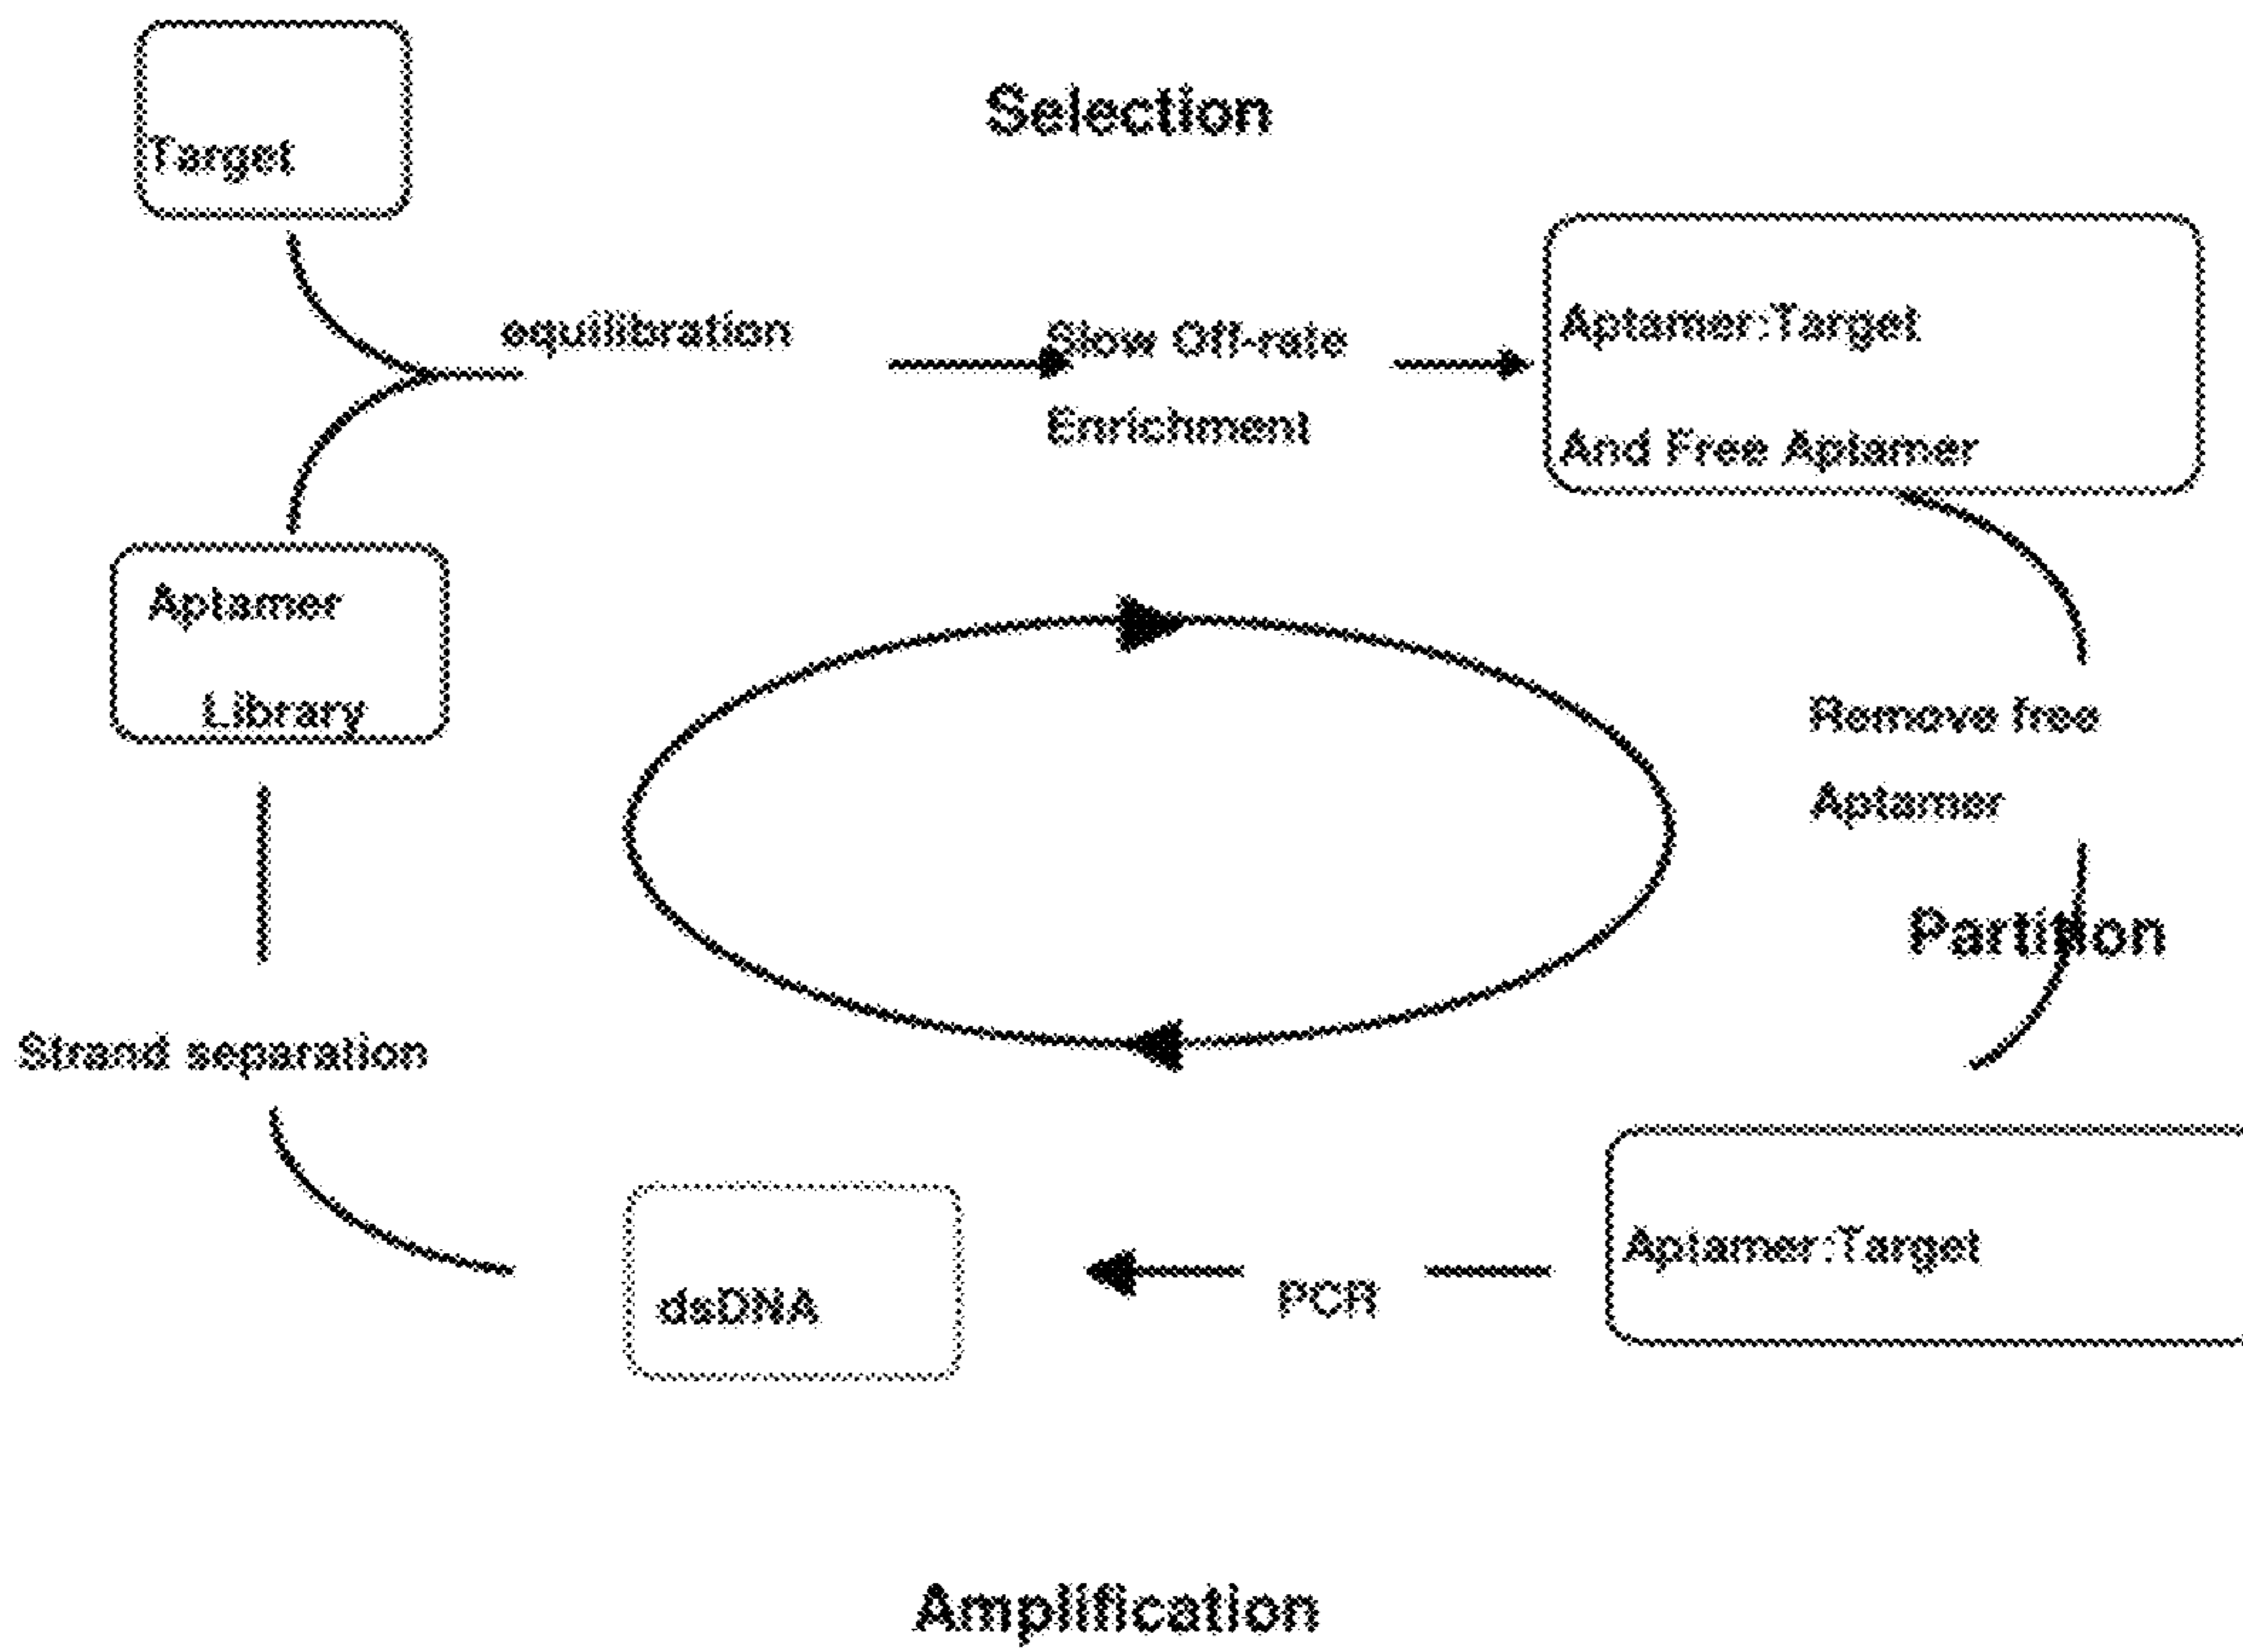 Target
Selection
equilibration
Slow Off-rate
Enrichment
Aptamer:Target
And Free Aptamer
Aptamer
Library
Remove free
Aptamer
Partition
Strand separation
dsDNA
PCR
Aptamer:Target
Amplification